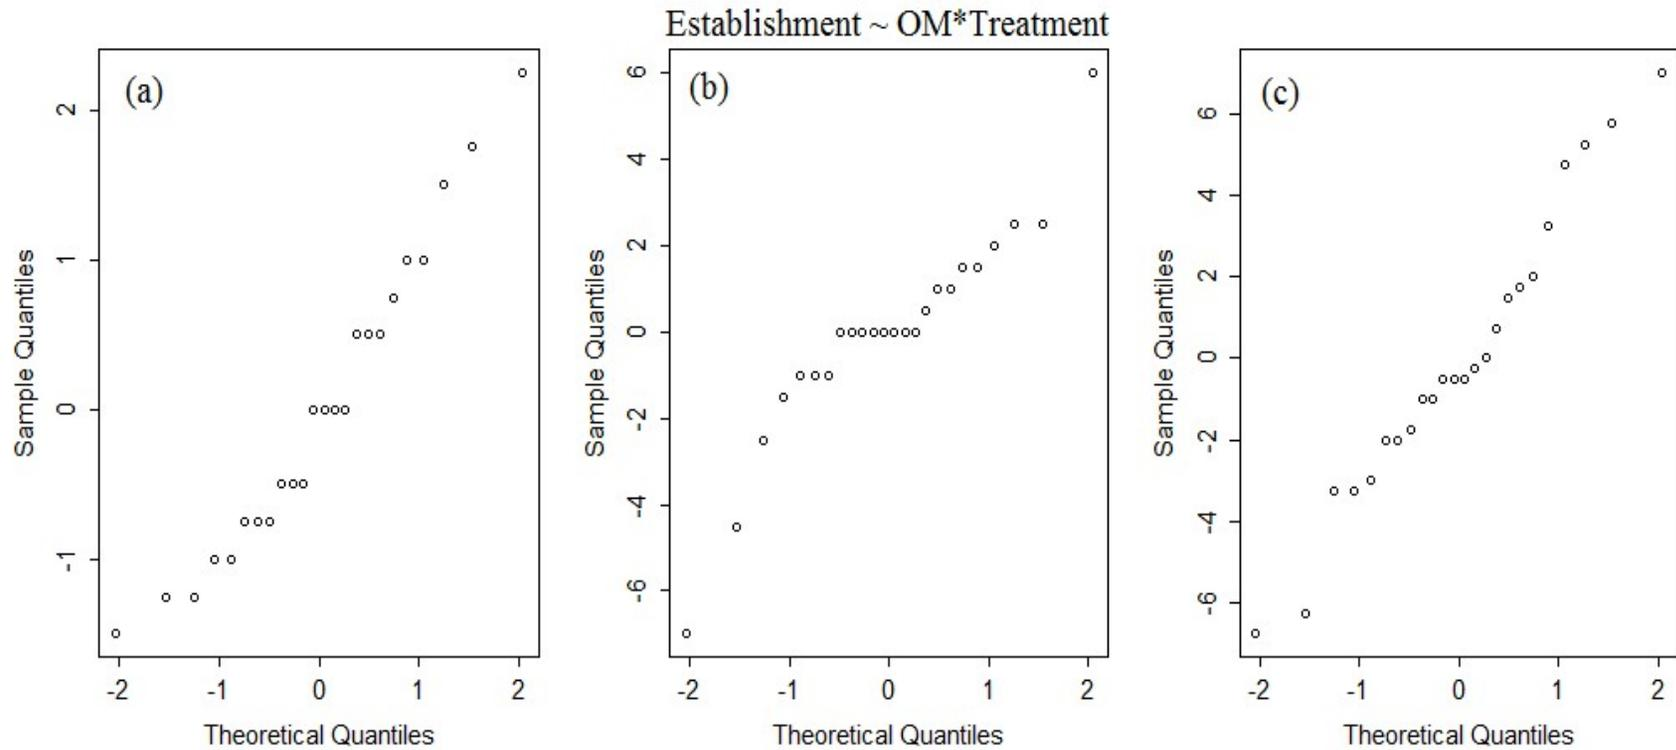 Establishment ~ OM*Treatment
(a)
2
1
0
-1
Sample Quantiles
-2 -1 0 1 2
Theoretical Quantiles
(b)
6
4
2
0
-2
-4
-6
Sample Quantiles
-2 -1 0 1 2
Theoretical Quantiles
(c)
6
4
2
0
-2
-4
-6
Sample Quantiles
-2 -1 0 1 2
Theoretical Quantiles